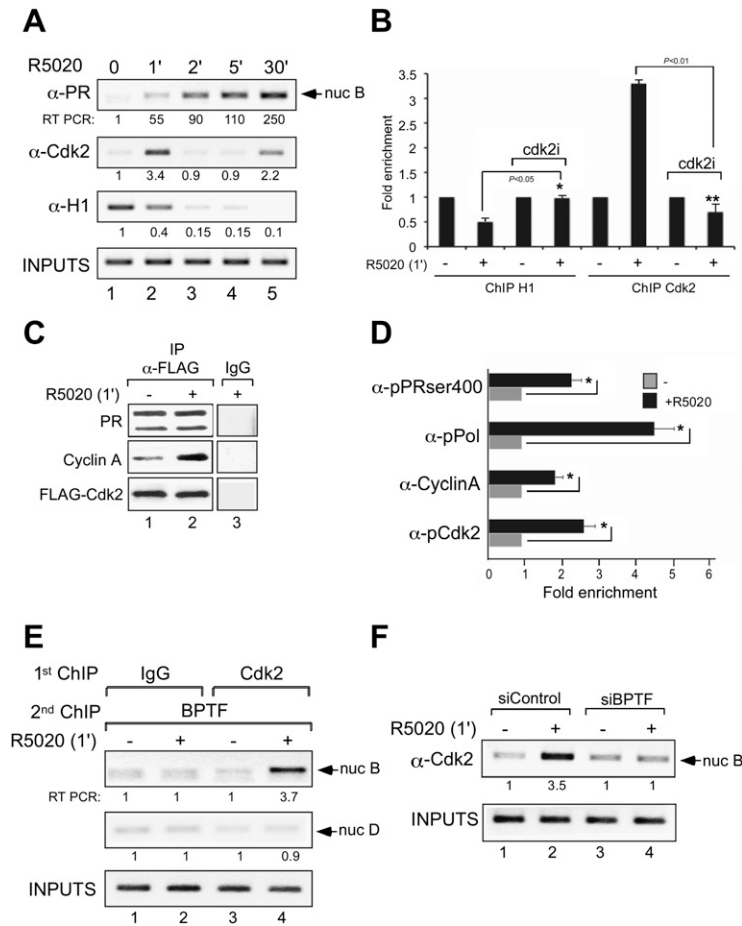 A
R5020 0 1' 2' 5' 30'
α-PR nuc B
RT PCR: 1 55 90 110 250
α-Cdk2
1 3.4 0.9 0.9 2.2
α-H1
1 0.4 0.15 0.15 0.1
INPUTS
1 2 3 4 5
B
P<0.01
3.5
3
2.5
2
1.5
1
0.5
0
Fold enrichment
cdk2i
P<0.05
*
cdk2i
**
R5020 (1') - + - + - + - +
ChIP H1 ChIP Cdk2
C
IP
α-FLAG IgG
R5020 (1') - + +
PR
Cyclin A
FLAG-Cdk2
1 2 3
D
-
+R5020
α-pPRser400 *
α-pPol *
α-CyclinA *
α-pCdk2 *
0 1 2 3 4 5 6
Fold enrichment
E
1st ChIP IgG Cdk2
2nd ChIP BPTF
R5020 (1') - + - +
nuc B
RT PCR: 1 1 1 3.7
nuc D
1 1 1 0.9
INPUTS
1 2 3 4
F
siControl siBPTF
R5020 (1') - + - +
α-Cdk2 nuc B
1 3.5 1 1
INPUTS
1 2 3 4